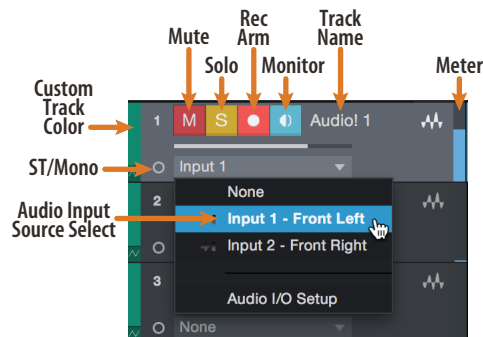 Mute
Rec
Arm
Track
Name
Solo
Monitor
Meter
Custom
Track
Color
1 M S Audio! 1
ST/Mono
Input 1
None
2
Audio Input
Source Select
Input 1 - Front Left
Input 2 - Front Right
3
Audio I/O Setup
None